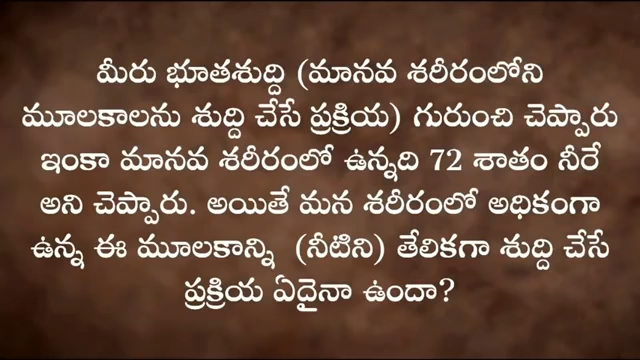 మీరు భూతశుద్ది (మానవ శరీరంలోని
మూలకాలను శుద్ది చేసే ప్రక్రియ) గురుంచి చెప్పారు
ఇంకా మానవ శరీరంలో ఉన్నది 72 శాతం నీరే
అని చెప్పారు. అయితే మన శరీరంలో అధికంగా
ఉన్న ఈ మూలకాన్ని (నీటిని) తేలికగా శుద్ది చేసే
ప్రక్రియ ఏదైనా ఉందా?